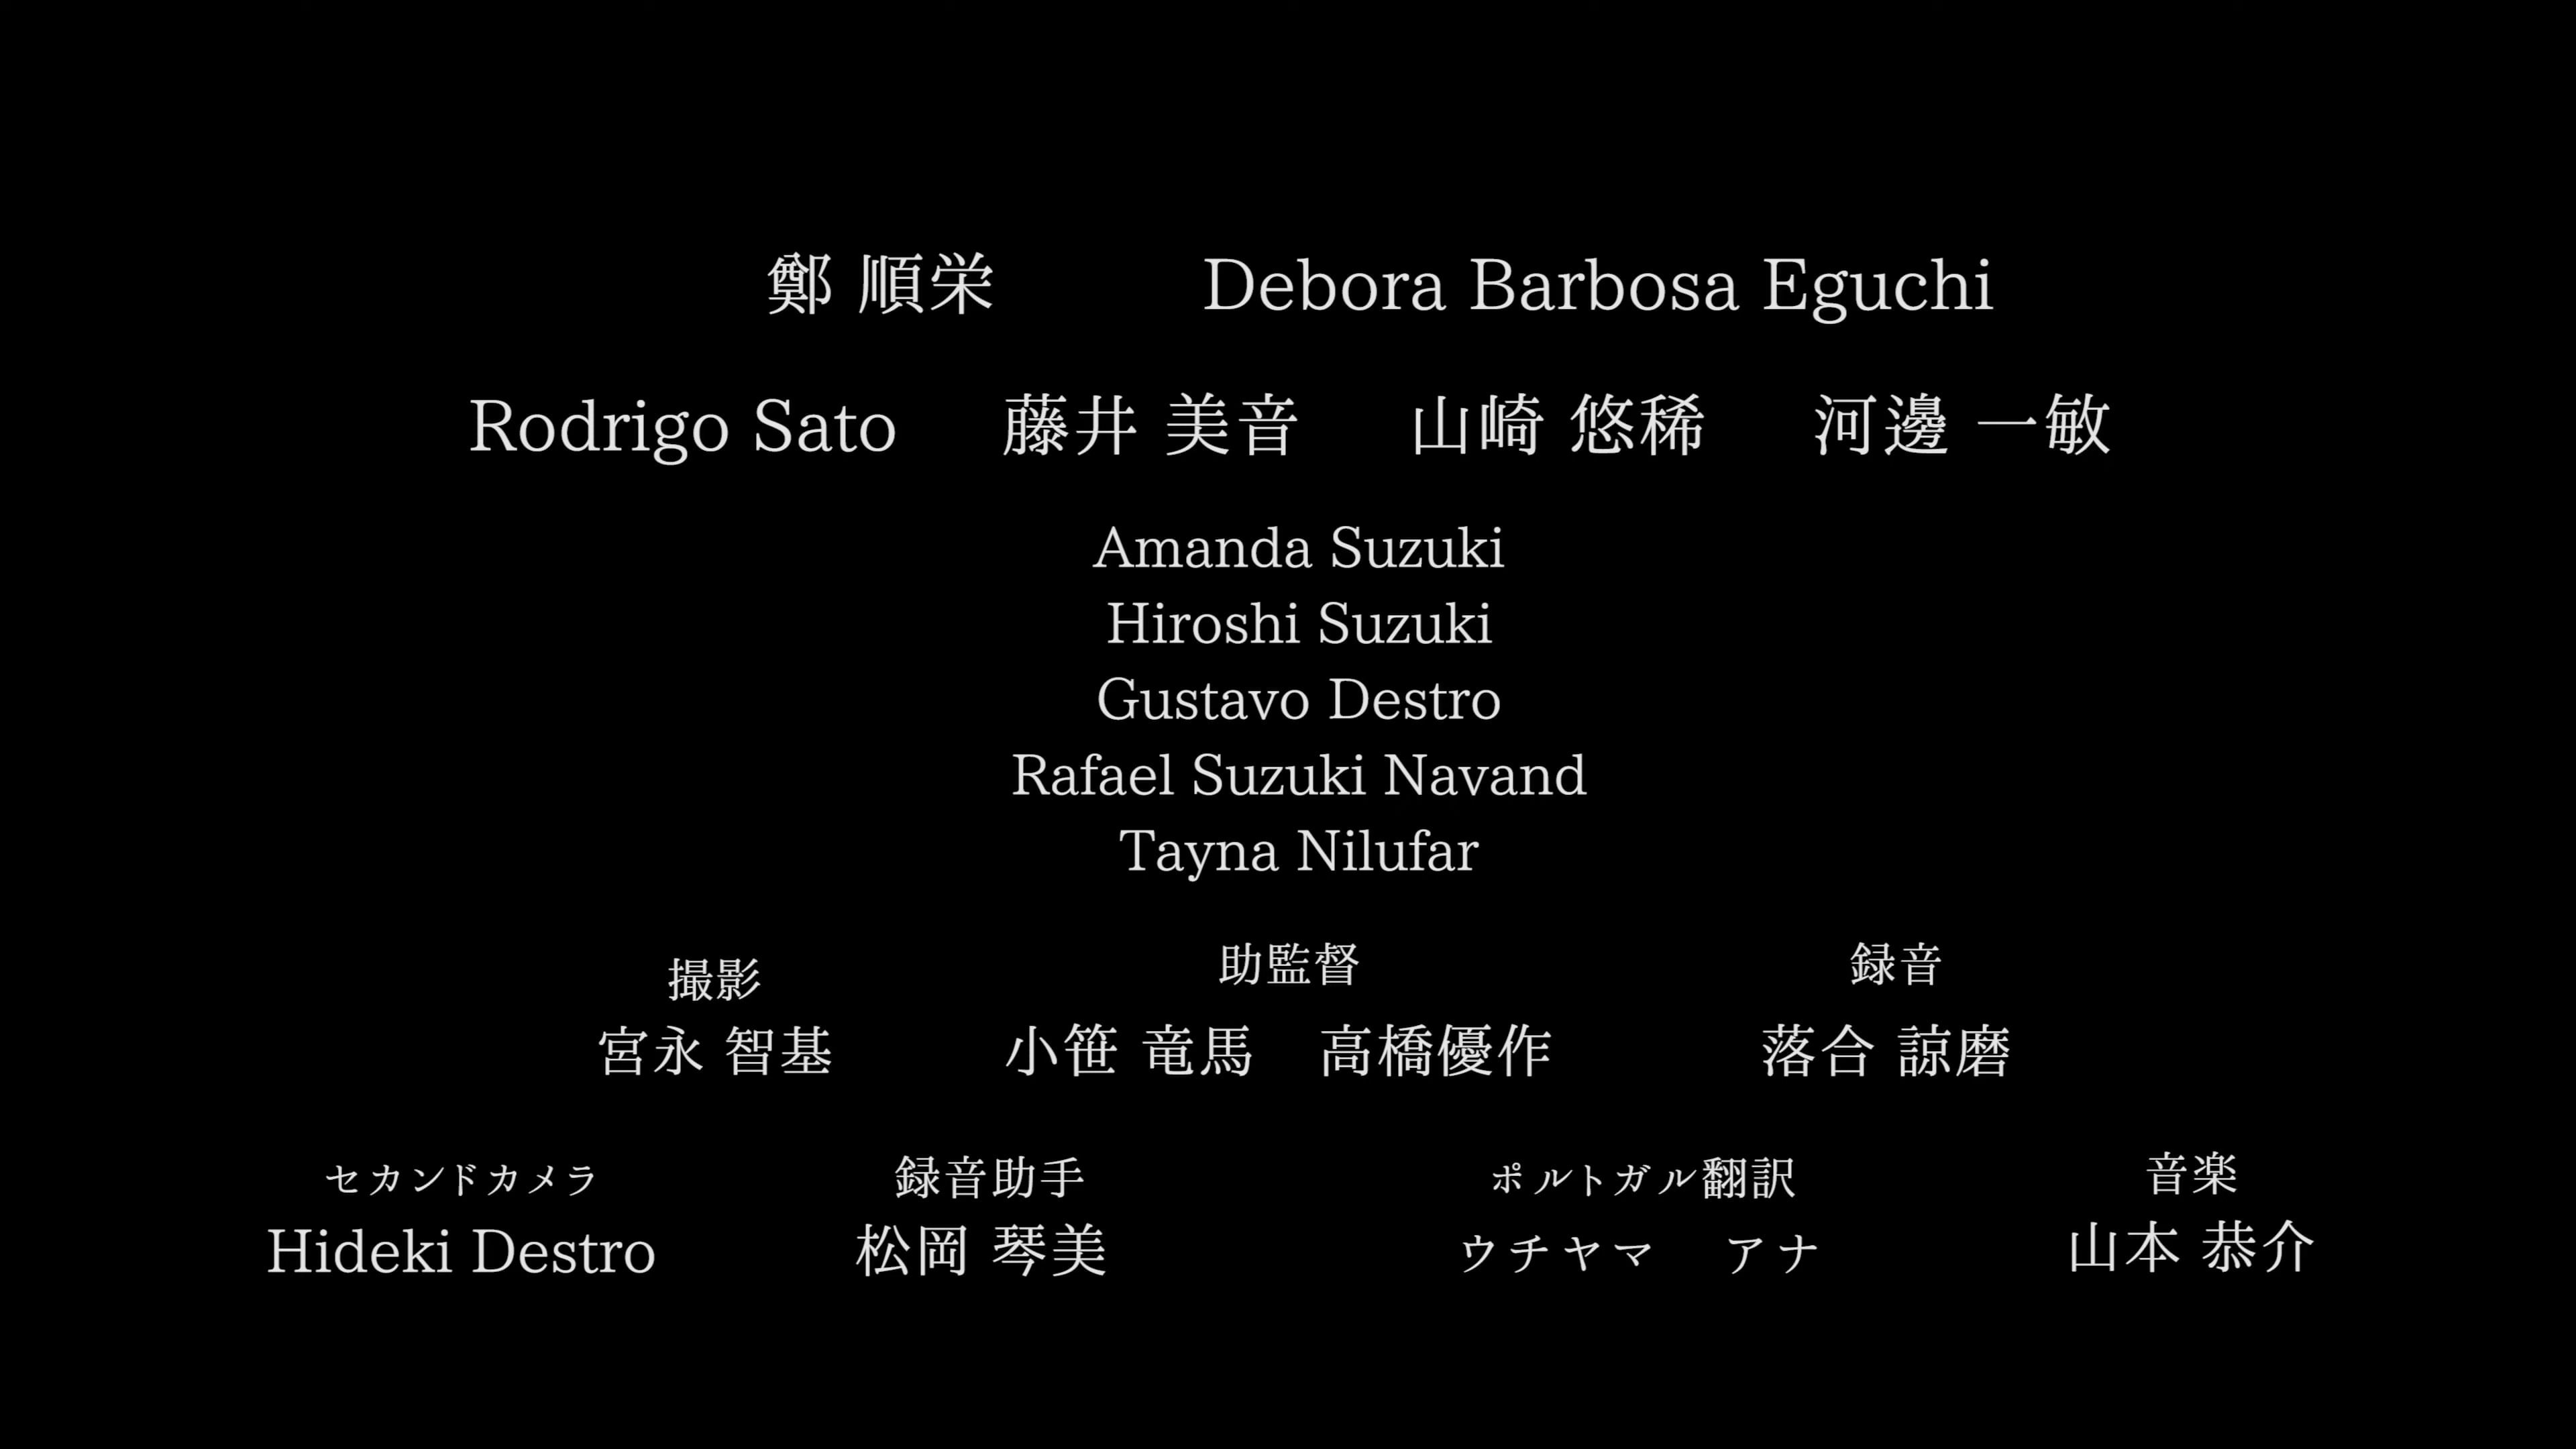 鄭 順栄 Debora Barbosa Eguchi
Rodrigo Sato 藤井 美音 山崎 悠稀 河邊 一敏
Amanda Suzuki
Hiroshi Suzuki
Gustavo Destro
Rafael Suzuki Navand
Tayna Nilufar
撮影 助監督 録音
宮永 智基 小笹 竜馬 高橋優作 落合 諒磨
セカンドカメラ 録音助手 ポルトガル翻訳 音楽
Hideki Destro 松岡 琴美 ウチヤマ アナ 山本 恭介